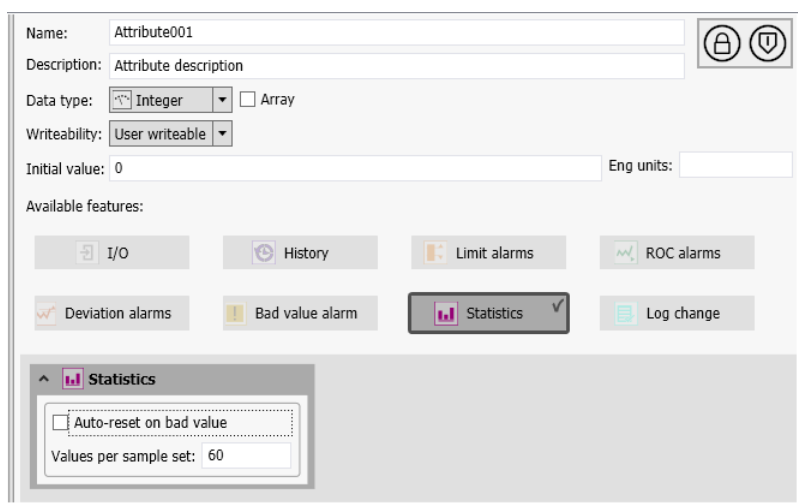 Name: Attribute001
Description: Attribute description
Data type: Integer Array
Writeability: User writeable
Initial value: 0 Eng units:
Available features:
I/O History Limit alarms ROC alarms
Deviation alarms Bad value alarm Statistics Log change
Statistics
Auto-reset on bad value
Values per sample set: 60